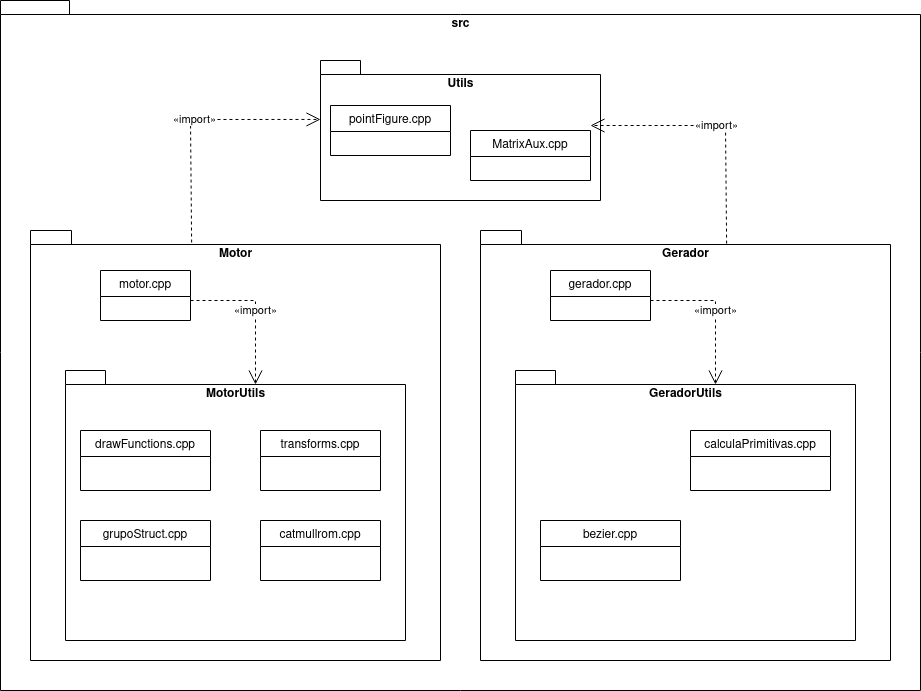 src
Utils
pointFigure.cpp
MatrixAux.cpp
«import»
«import»
Motor
motor.cpp
«import»
MotorUtils
drawFunctions.cpp
transforms.cpp
grupoStruct.cpp
catmullrom.cpp
Gerador
gerador.cpp
«import»
GeradorUtils
calculaPrimitivas.cpp
bezier.cpp